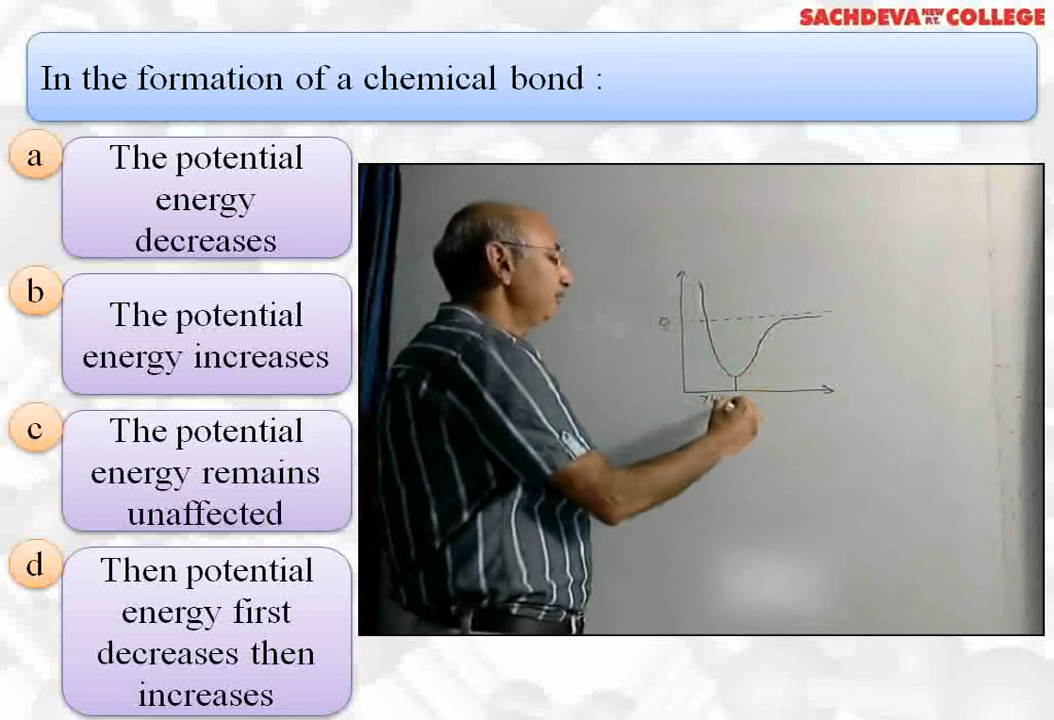 SACHDEVA NEW P.T. COLLEGE
In the formation of a chemical bond :
a
The potential
energy
decreases
b
The potential
energy increases
c
The potential
energy remains
unaffected
d
Then potential
energy first
decreases then
increases
0